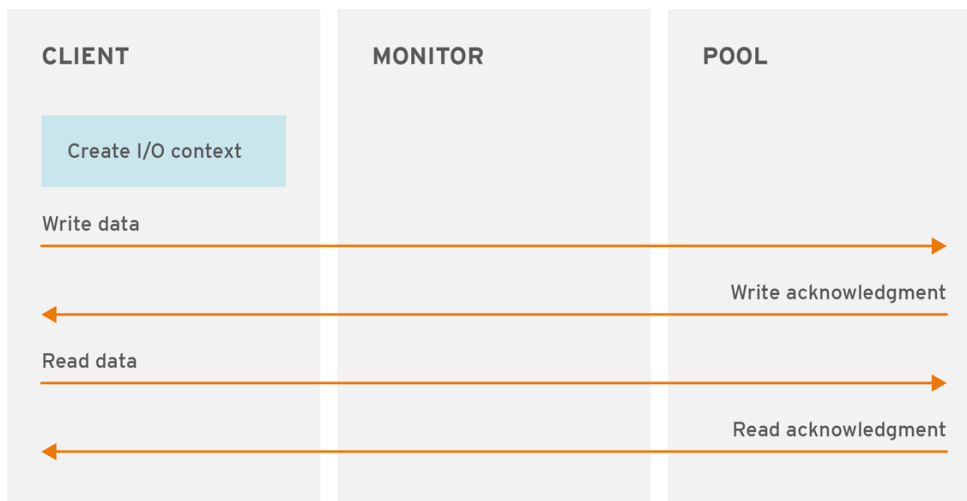 CLIENT
MONITOR
POOL
Create I/O context
Write data
Write acknowledgment
Read data
Read acknowledgment